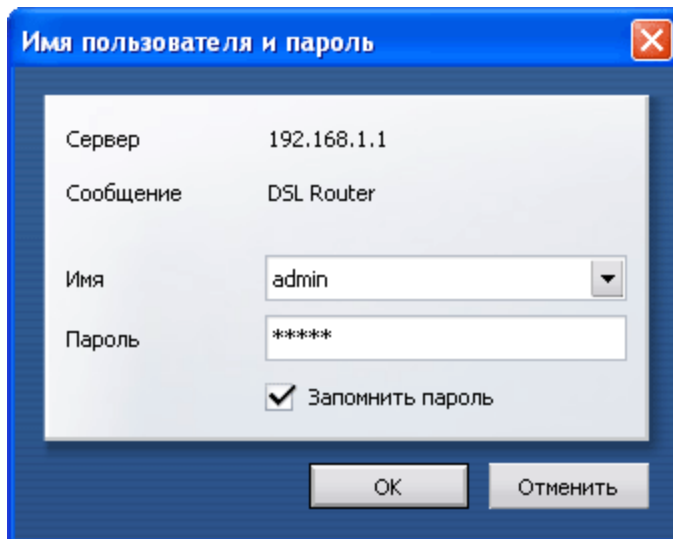 Имя пользователя и пароль
Сервер 192.168.1.1
Сообщение DSL Router
Имя admin
Пароль *****
Запомнить пароль
OK Отменить